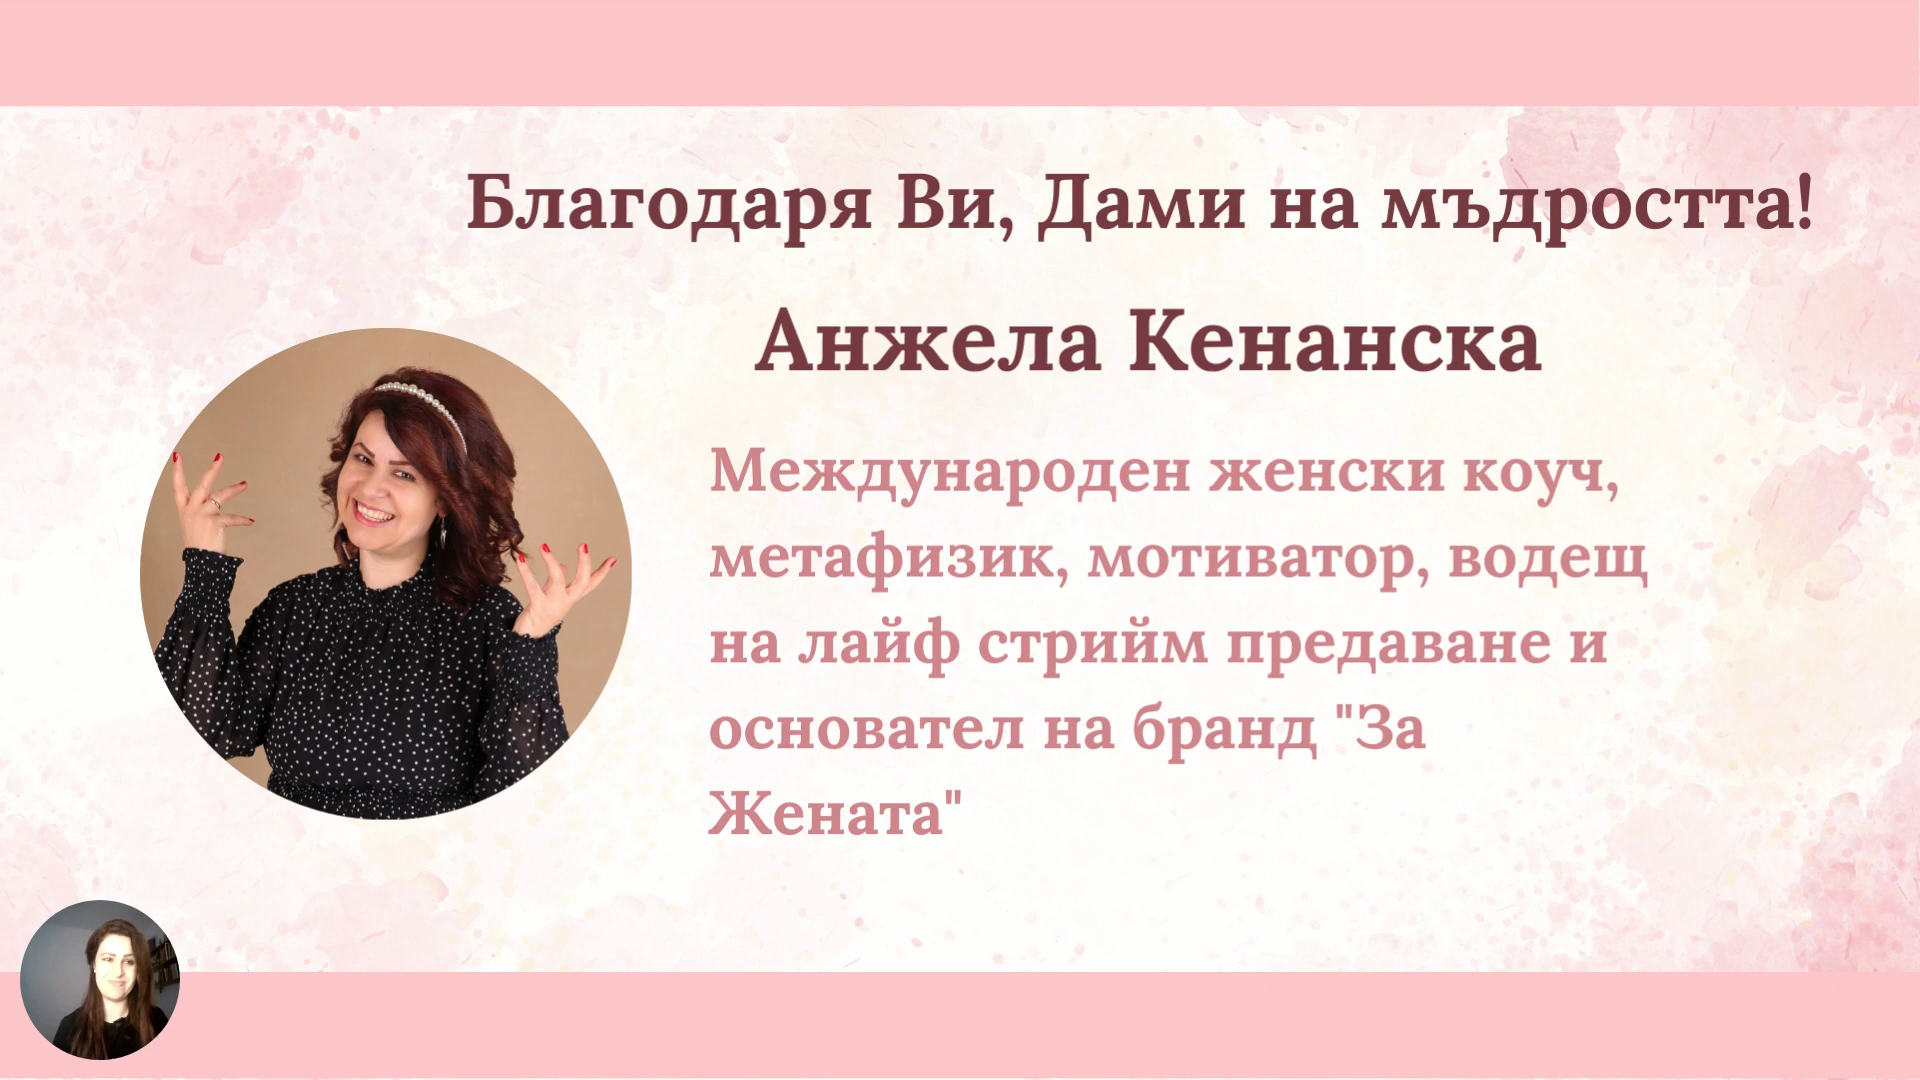 Благодаря Ви, Дами на мъдростта!
Анжела Кенанска
Международен женски коуч,
метафизик, мотиватор, водещ
на лайф стрийм предаване и
основател на бранд "За
Жената"